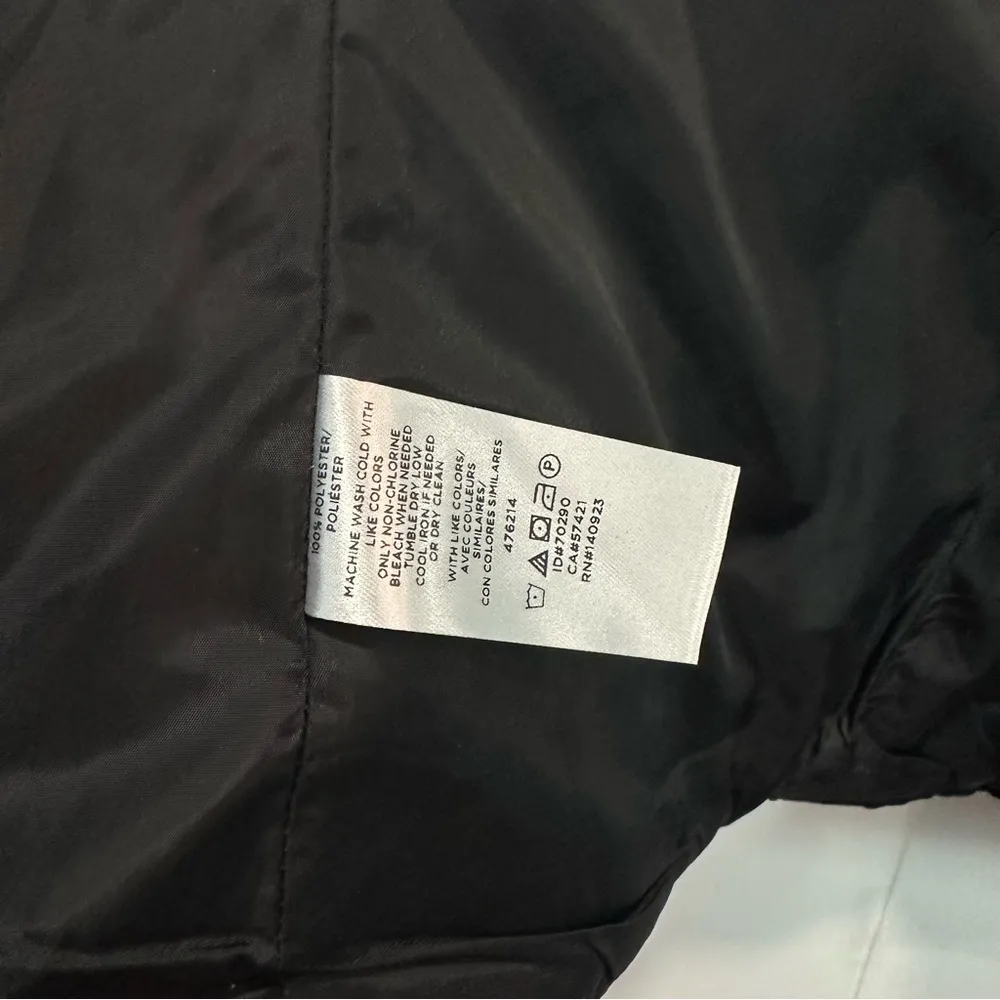 100% POLYESTER/
POLIÉSTER
MACHINE WASH COLD WITH
LIKE COLORS
ONLY NON-CHLORINE
BLEACH WHEN NEEDED
TUMBLE DRY LOW
COOL IRON IF NEEDED
OR DRY CLEAN
WITH LIKE COLORS/
AVEC COULEURS
SIMILAIRES/
CON COLORES SIMILARES
476214
P
ID#70290
CA#57421
RN#140923